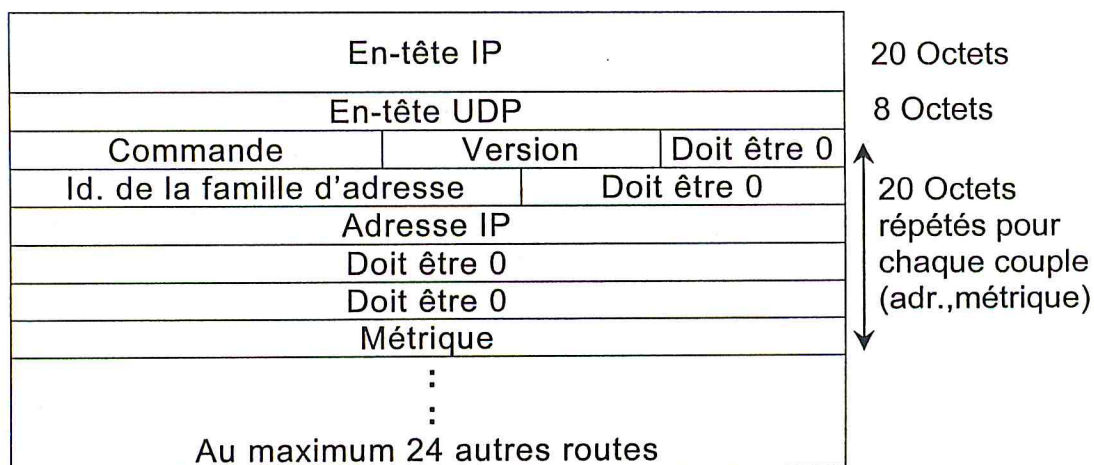 En-tête IP
20 Octets
En-tête UDP
8 Octets
Commande
Version
Doit être 0
Id. de la famille d'adresse
Doit être 0
20 Octets
répétés pour
chaque couple
(adr.,métrique)
Adresse IP
Doit être 0
Doit être 0
Métrique
:
:
Au maximum 24 autres routes